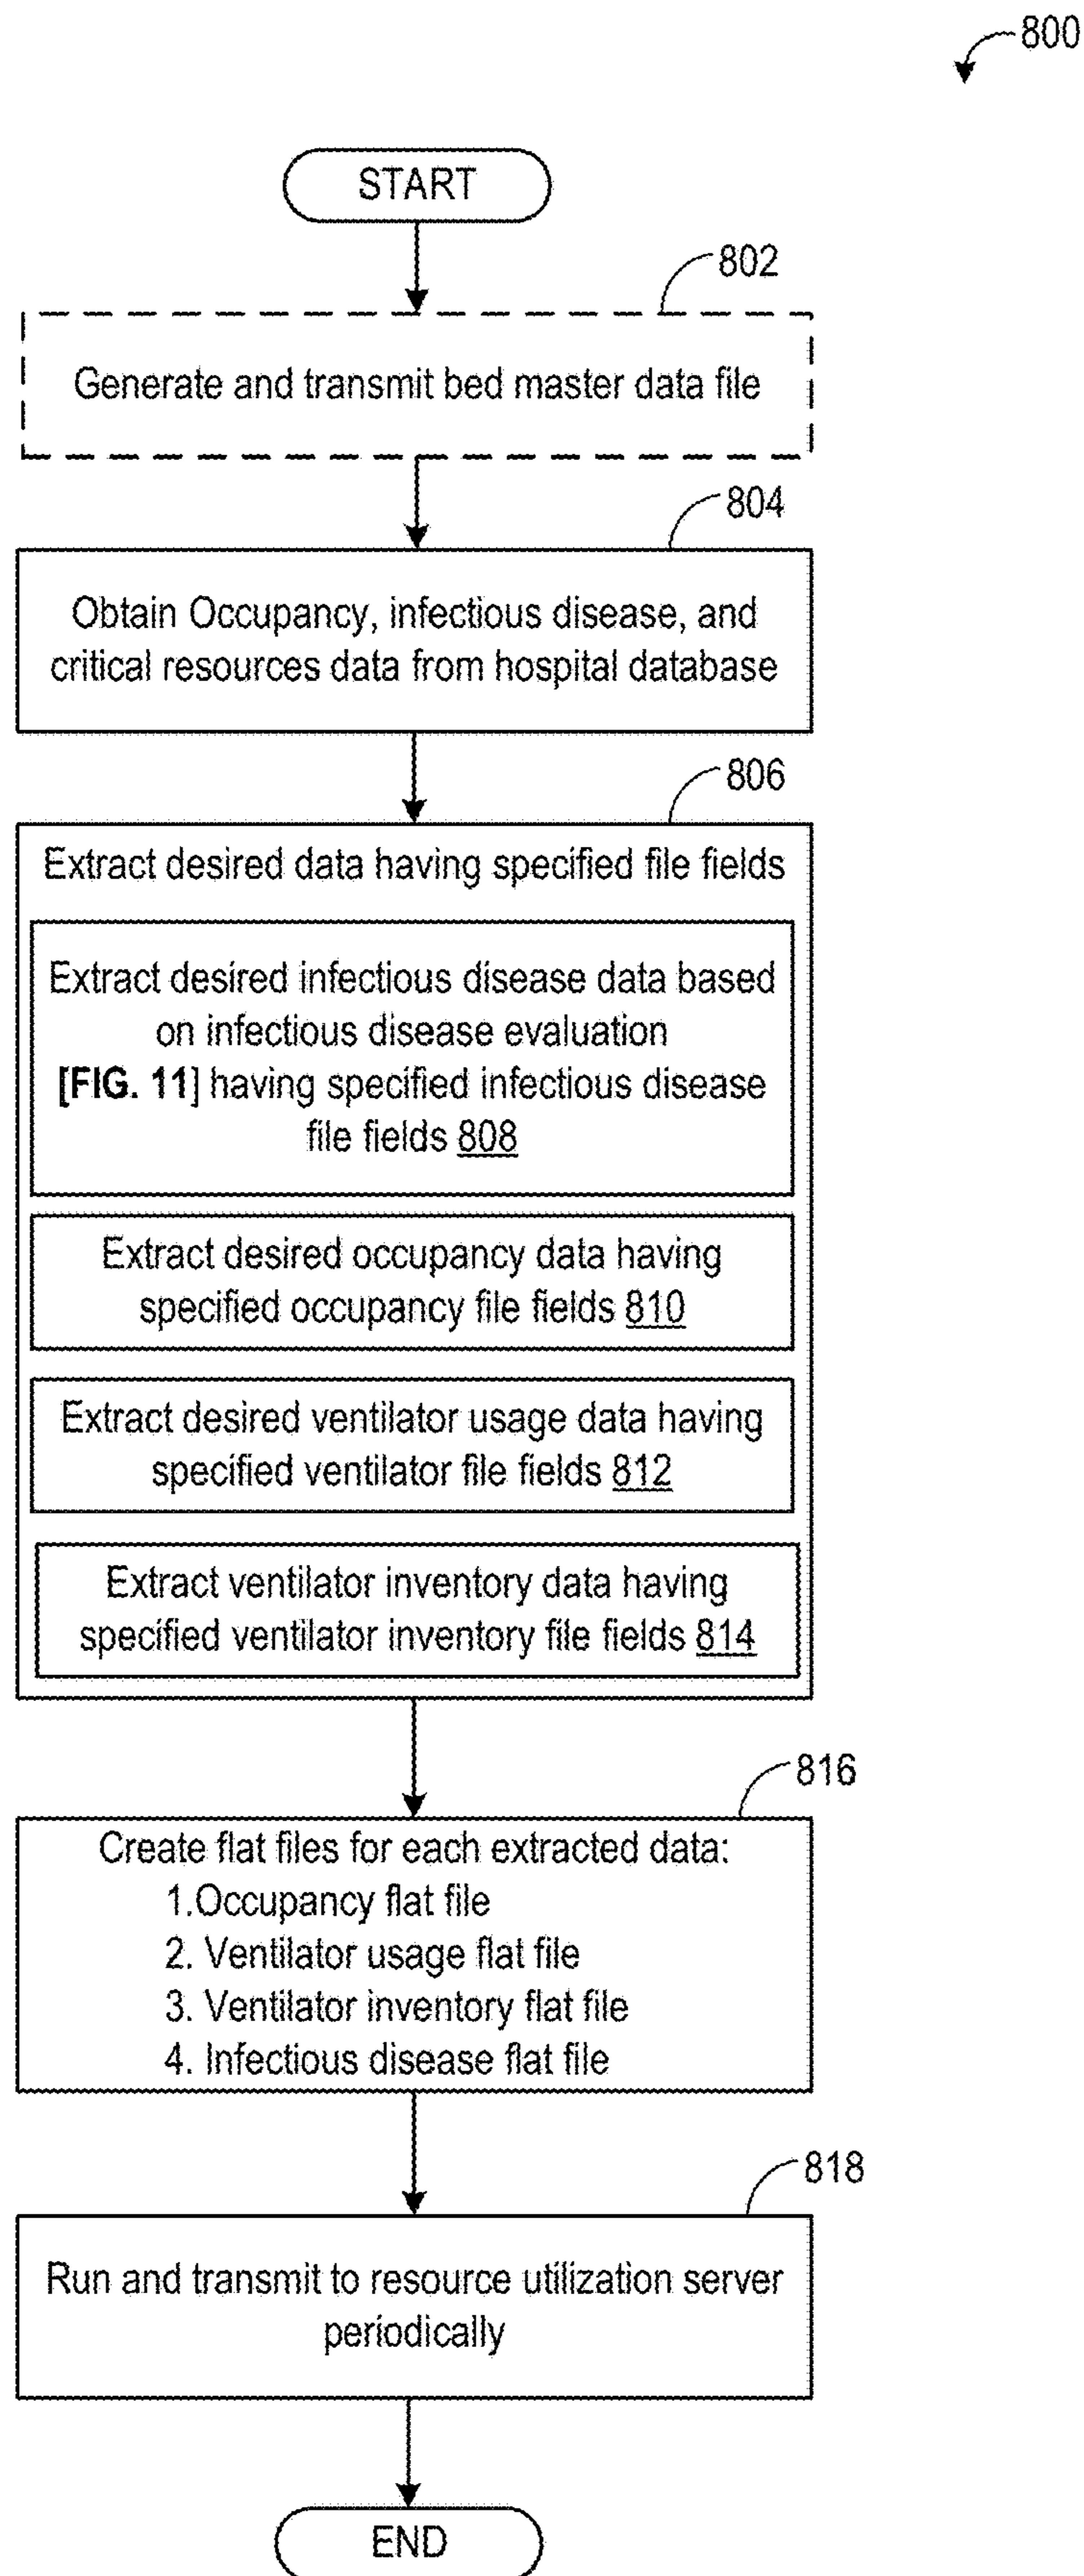 800
START
802
Generate and transmit bed master data file
804
Obtain Occupancy, infectious disease, and
critical resources data from hospital database
806
Extract desired data having specified file fields
Extract desired infectious disease data based
on infectious disease evaluation
[FIG. 11] having specified infectious disease
file fields 808
Extract desired occupancy data having
specified occupancy file fields 810
Extract desired ventilator usage data having
specified ventilator file fields 812
Extract ventilator inventory data having
specified ventilator inventory file fields 814
816
Create flat files for each extracted data:
1.Occupancy flat file
2. Ventilator usage flat file
3. Ventilator inventory flat file
4. Infectious disease flat file
818
Run and transmit to resource utilization server
periodically
END